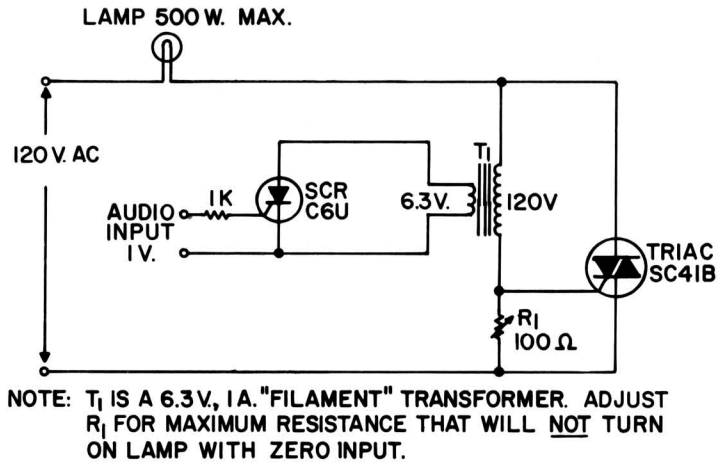 LAMP 500 W. MAX.
120 V. AC
AUDIO
INPUT
1 V.
1K
SCR
C6U
6.3 V.
T1
120V
TRIAC
SC41B
R1
100 Ω
NOTE: T1 IS A 6.3 V., 1 A. "FILAMENT" TRANSFORMER. ADJUST
R1 FOR MAXIMUM RESISTANCE THAT WILL NOT TURN
ON LAMP WITH ZERO INPUT.